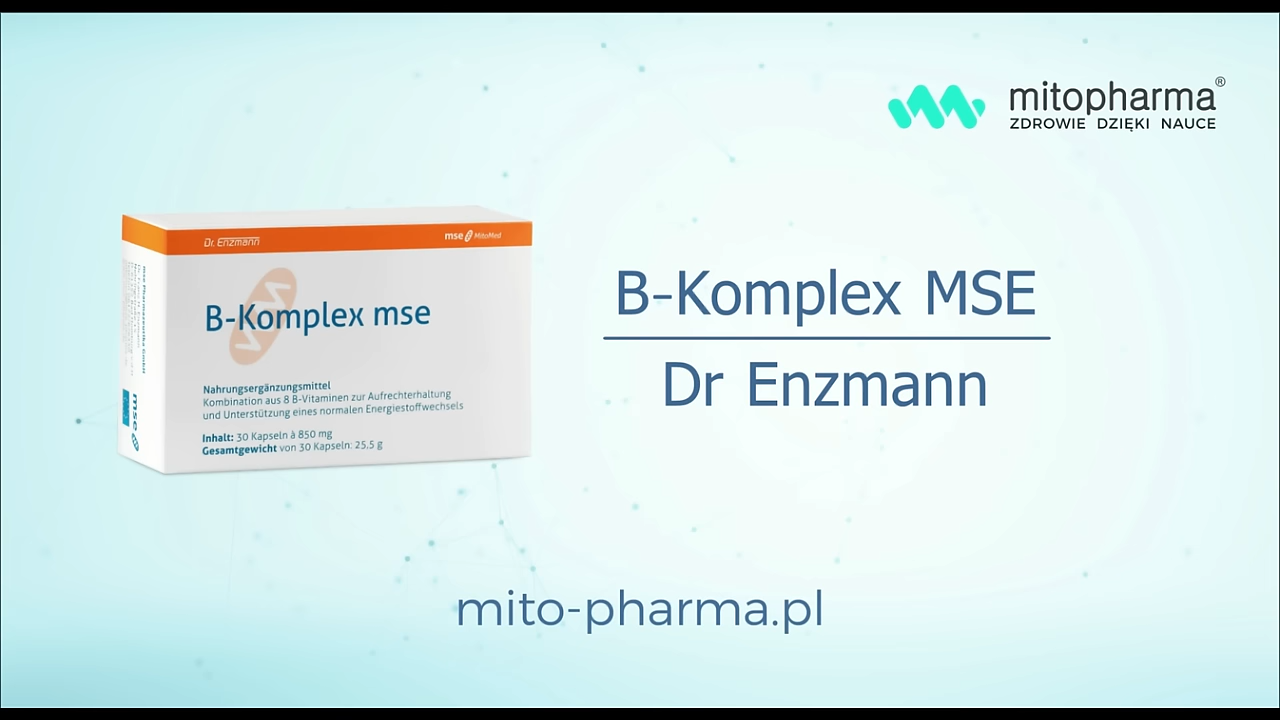 mitopharma®
ZDROWIE DZIĘKI NAUCE
Dr. Enzmann
mse MitoMed
B-Komplex mse
Nahrungsergänzungsmittel
Kombination aus 8 B-Vitaminen zur Aufrechterhaltung
und Unterstützung eines normalen Energiestoffwechsels
Inhalt: 30 Kapseln à 850 mg
Gesamtgewicht von 30 Kapseln: 25,5 g
mse
B-Komplex MSE
Dr Enzmann
mito-pharma.pl